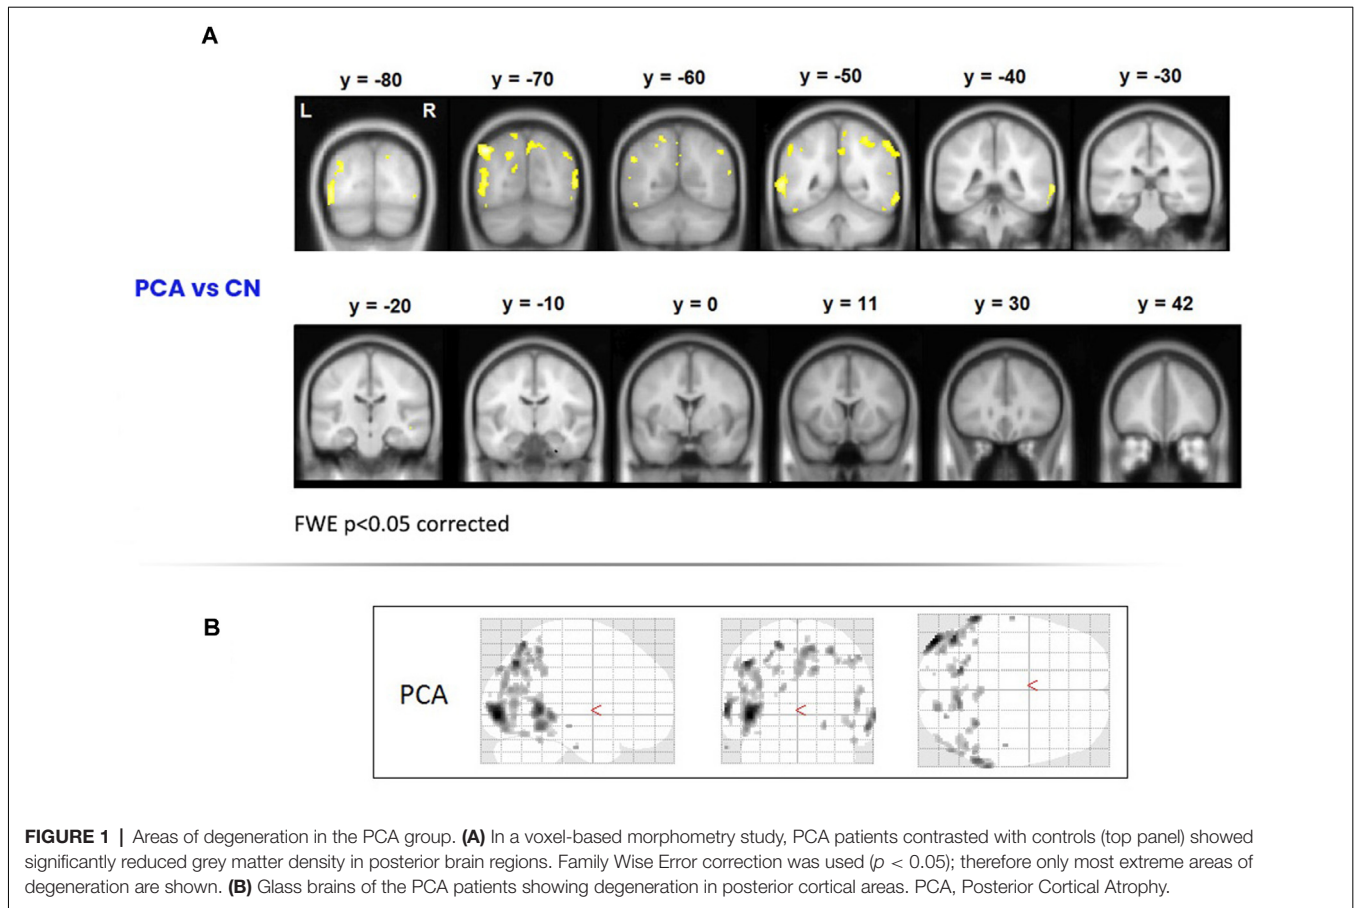 A
y = -80 y = -70 y = -60 y = -50 y = -40 y = -30
L R
PCA vs CN
y = -20 y = -10 y = 0 y = 11 y = 30 y = 42
FWE p<0.05 corrected
B
PCA
< < <
FIGURE 1 | Areas of degeneration in the PCA group. (A) In a voxel-based morphometry study, PCA patients contrasted with controls (top panel) showed
significantly reduced grey matter density in posterior brain regions. Family Wise Error correction was used (p < 0.05); therefore only most extreme areas of
degeneration are shown. (B) Glass brains of the PCA patients showing degeneration in posterior cortical areas. PCA, Posterior Cortical Atrophy.